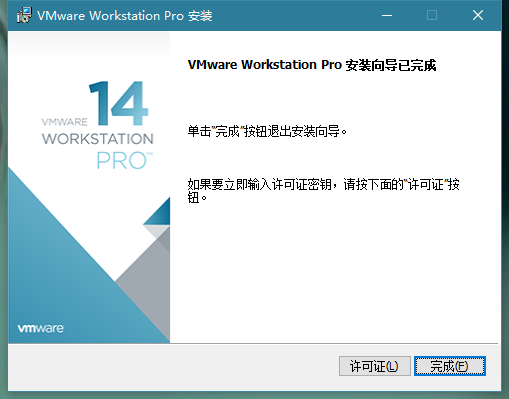 VMware Workstation Pro 安装
VMWARE 14
WORKSTATION
PRO™
VMware Workstation Pro 安装向导已完成
单击"完成"按钮退出安装向导。
如果要立即输入许可证密钥，请按下面的"许可证"按
钮。
vmware
许可证(L) 完成(F)